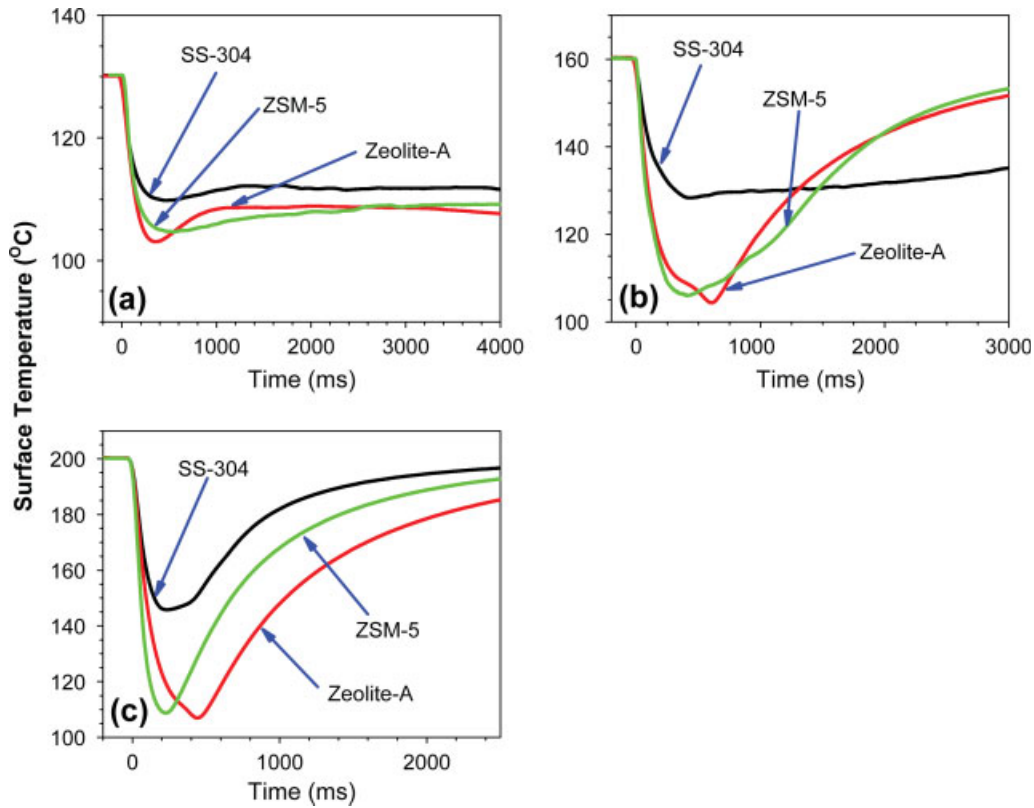 Surface Temperature (°C)
140
120
100
SS-304
ZSM-5
Zeolite-A
(a)
0 1000 2000 3000 4000
Time (ms)
160
140
120
100
SS-304
ZSM-5
Zeolite-A
(b)
0 1000 2000 3000
Time (ms)
200
180
160
140
120
100
SS-304
ZSM-5
Zeolite-A
(c)
0 1000 2000
Time (ms)